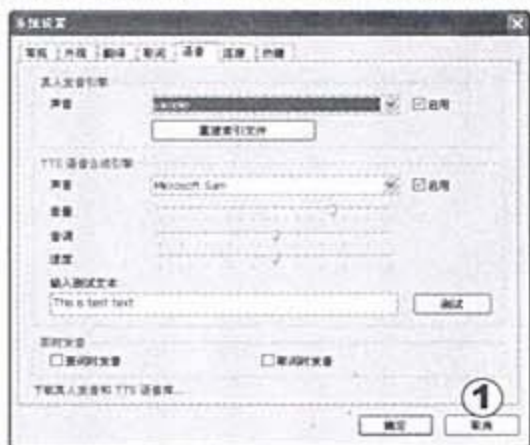 系统设置
常规 外观 翻译 取词 语音 连接 热键
真人发音引擎
声音 启用
重建索引文件
TTS 语音合成引擎
声音 Microsoft Sam 启用
音量
音调
速度
输入测试文本
This is test text 测试
即时发音
查词时发音 取词时发音
下载真人发音和 TTS 语音库...
①
确定 取消